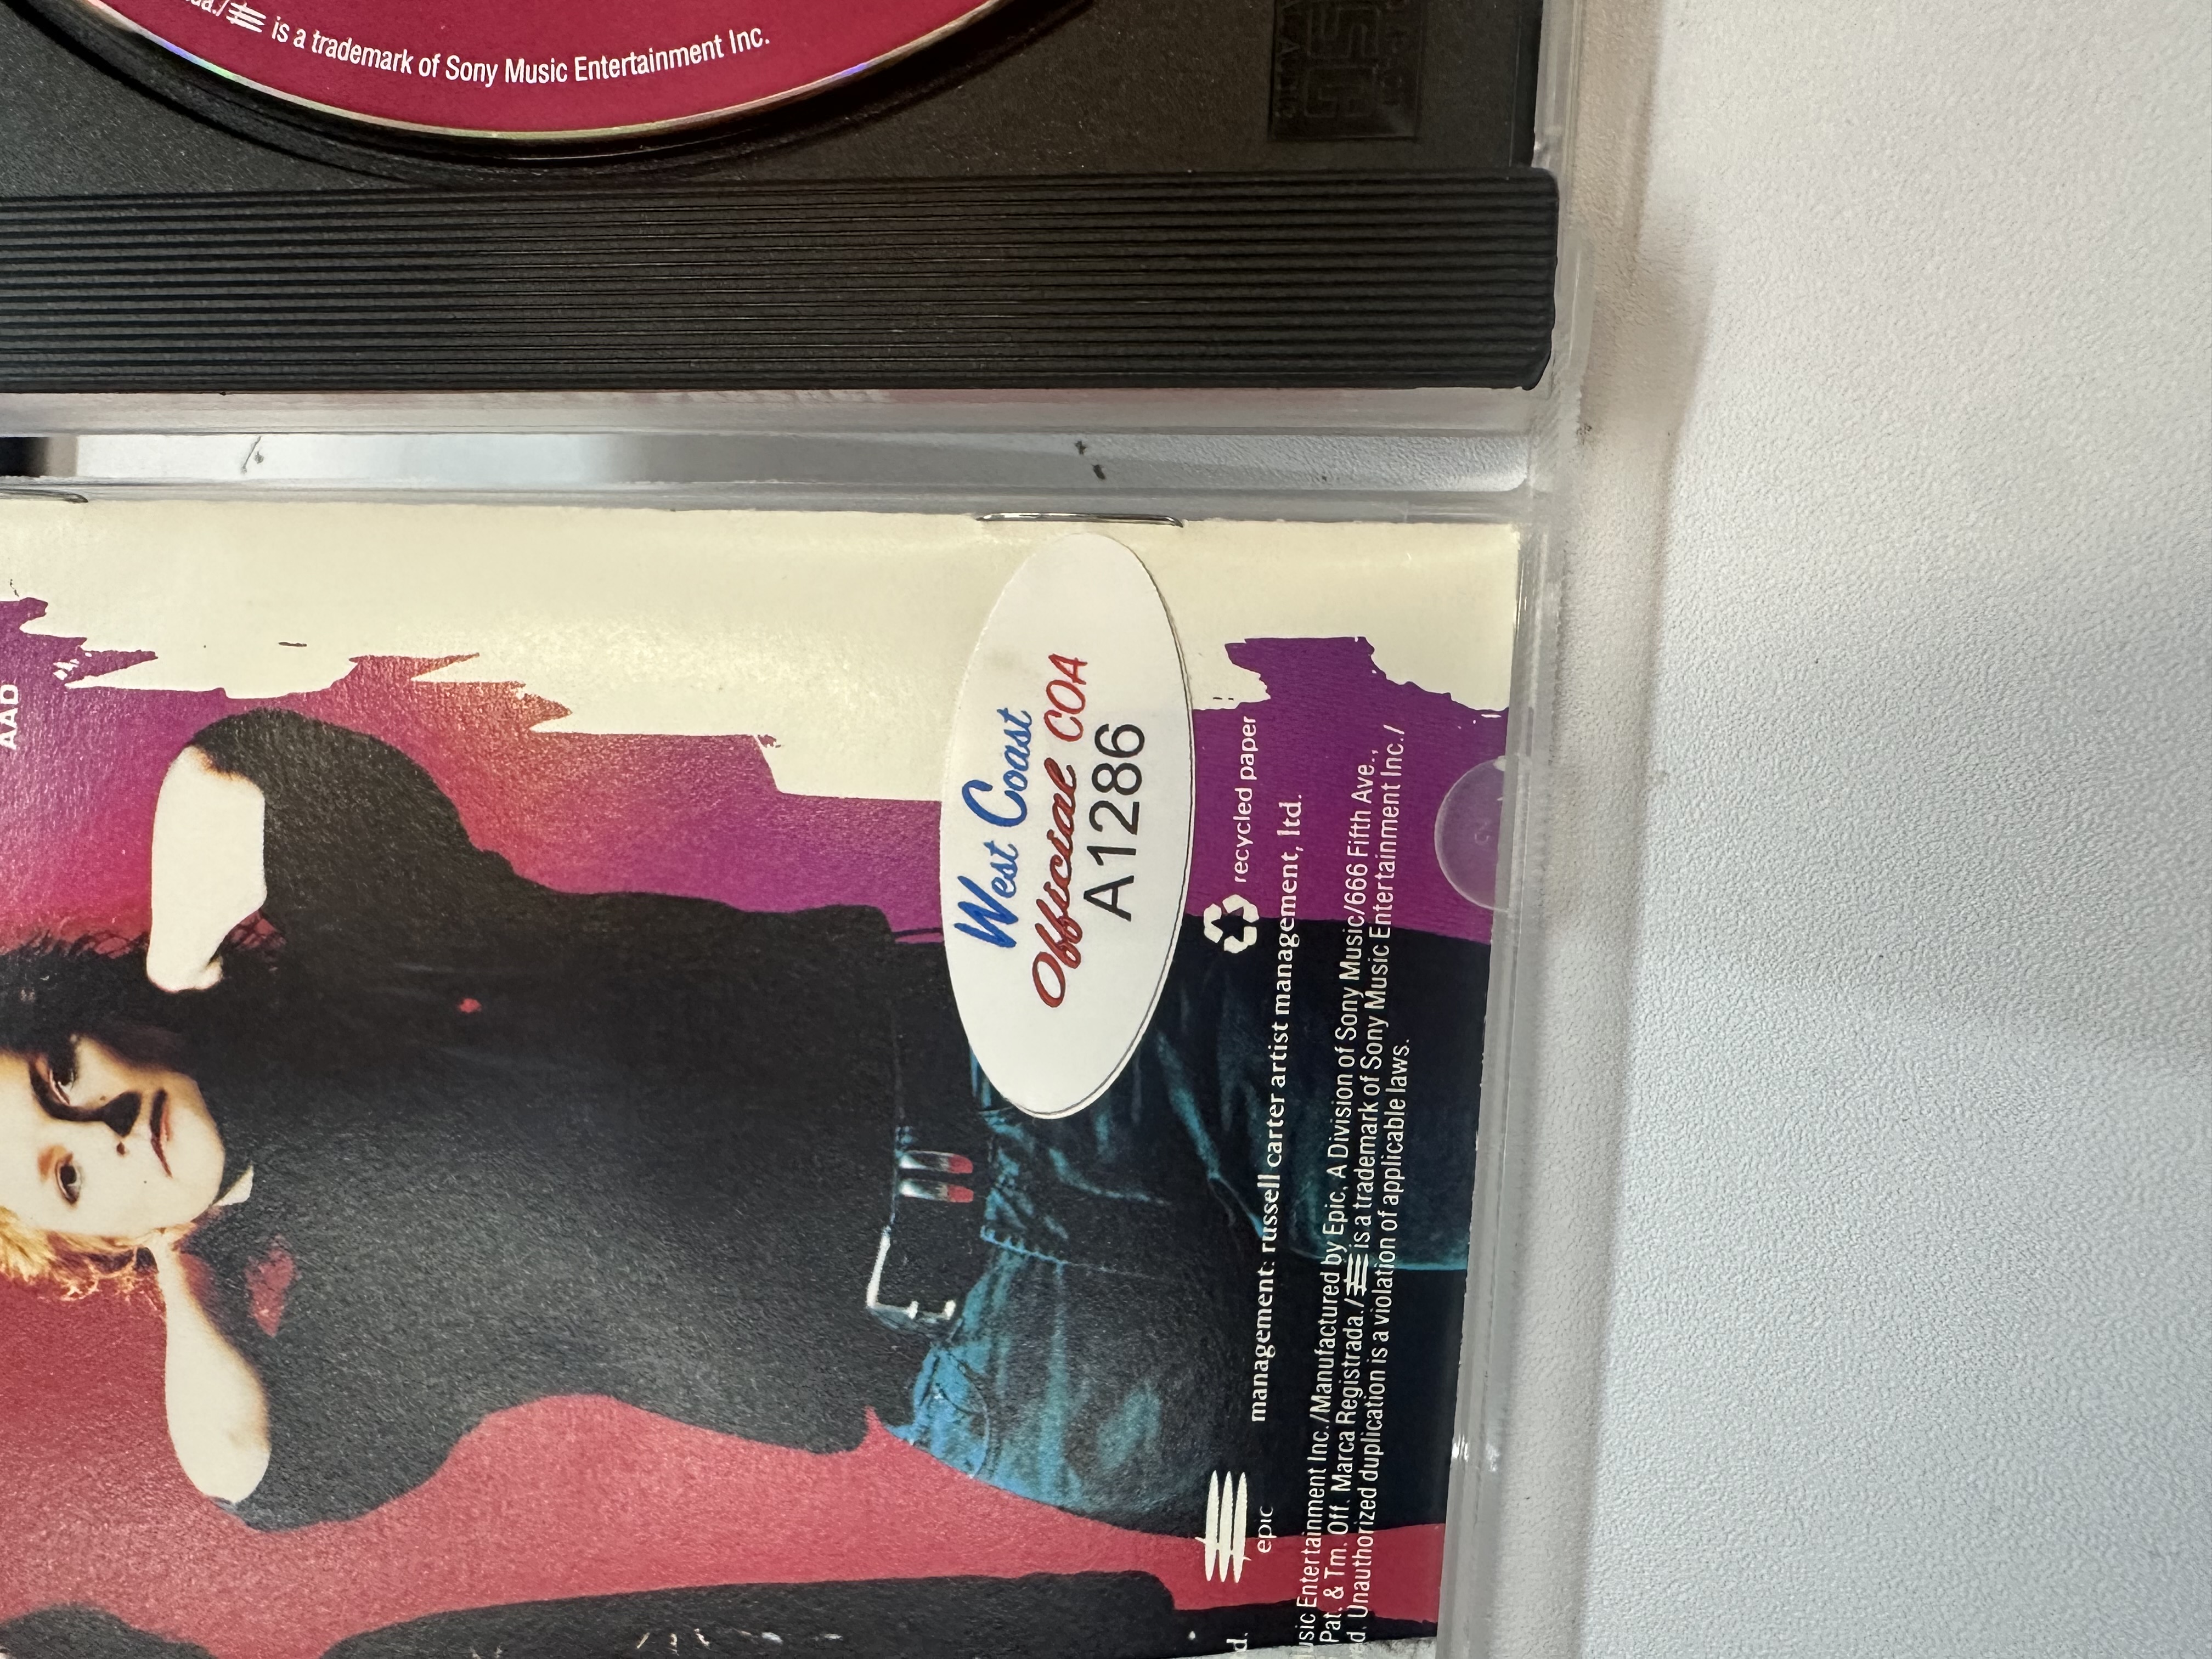 is a trademark of Sony Music Entertainment Inc.
AAD
West Coast
Official COA
A1286
recycled paper
management: russell carter artist management, ltd.
epic
Music Entertainment Inc./Manufactured by Epic, A Division of Sony Music/666 Fifth Ave.,
Pat. & Tm. Off. Marca Registrada./ is a trademark of Sony Music Entertainment Inc./
Unauthorized duplication is a violation of applicable laws.